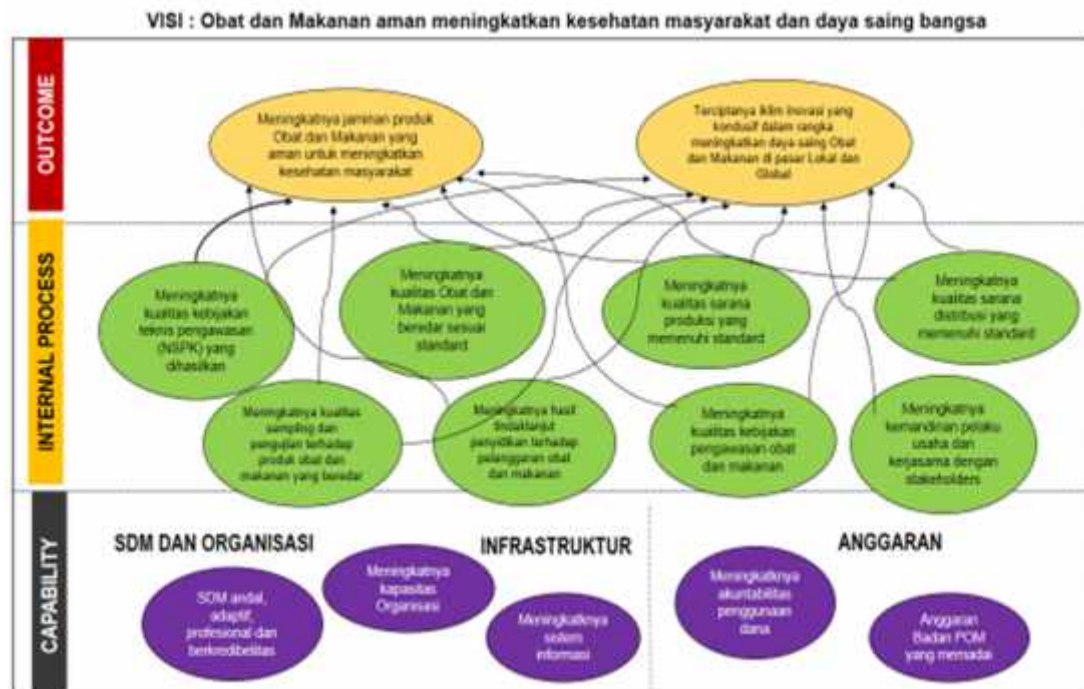 VISI : Obat dan Makanan aman meningkatkan kesehatan masyarakat dan daya saing bangsa
OUTCOME
Meningkatnya jaminan produk
Obat dan Makanan yang
aman untuk meningkatkan
kesehatan masyarakat
Terciptanya Iklim Inovasi yang
kondusif dalam rangka
meningkatkan daya saing Obat
dan Makanan di pasar Lokal dan
Global
INTERNAL PROCESS
Meningkatnya
kualitas kebijakan
teknis pengawasan
(NSPK) yang
dihasilkan
Meningkatnya
kualitas Obat dan
Makanan yang
beredar sesuai
standard
Meningkatnya
kualitas sarana
produksi yang
memenuhi standard
Meningkatnya
kualitas sarana
distribusi yang
memenuhi standard
Meningkatnya kualitas
sampling dan
pengujian terhadap
produk obat dan
makanan yang beredar
Meningkatnya hasil
tindaklanjut
penyidikan terhadap
pelanggaran obat
dan makanan
Meningkatnya
kualitas kebijakan
pengawasan obat
dan makanan
Meningkatnya
kemandirian pelaku
usaha dan
kerjasama dengan
stakeholders
CAPABILITY
SDM DAN ORGANISASI
INFRASTRUKTUR
ANGGARAN
SDM andal,
adaptif,
profesional dan
berkredibelitas
Meningkatnya
kapasitas
Organisasi
Meningkatknya
sistem
informasi
Meningkatknya
akuntabilitas
penggunaan
dana
Anggaran
Badan POM
yang memadai